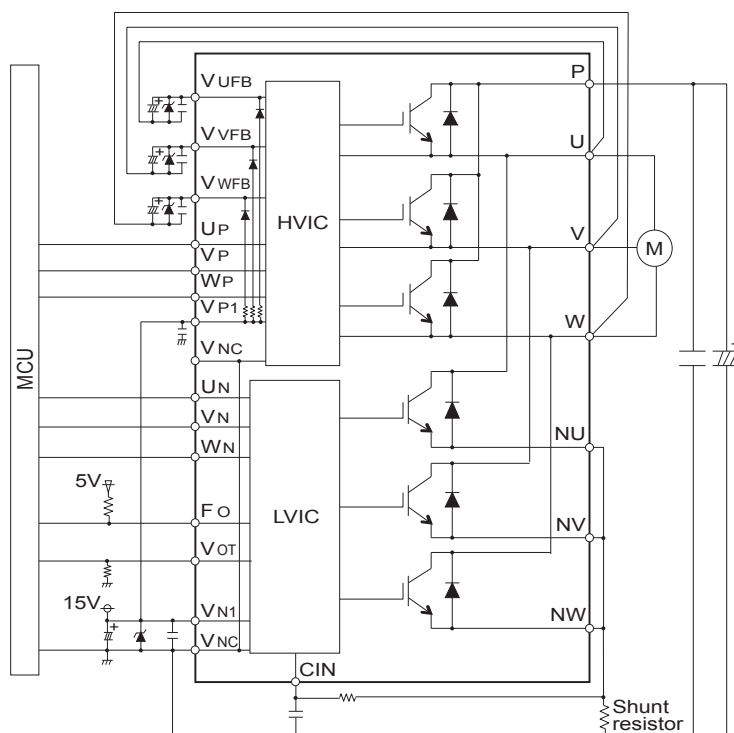 VUFB
VVFB
VWFB
UP
VP
WP
VP1
VNC
UN
VN
WN
FO
VOT
VN1
VNC
MCU
5V
15V
HVIC
LVIC
CIN
P
U
V
W
M
NU
NV
NW
Shunt
resistor
+
+
+
+